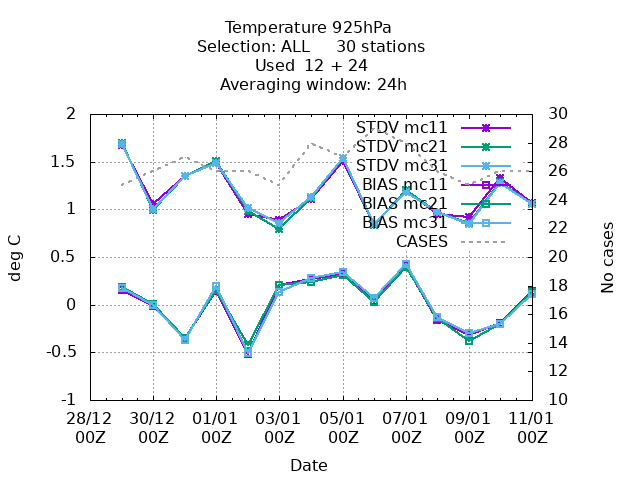 Temperature 925hPa
Selection: ALL 30 stations
Used 12 + 24
Averaging window: 24h
deg C
No cases
2
1.5
1
0.5
0
-0.5
-1
30
28
26
24
22
20
18
16
14
12
10
STDV mc11
STDV mc21
STDV mc31
BIAS mc11
BIAS mc21
BIAS mc31
CASES
28/12 30/12 01/01 03/01 05/01 07/01 09/01 11/01
00Z 00Z 00Z 00Z 00Z 00Z 00Z 00Z
Date